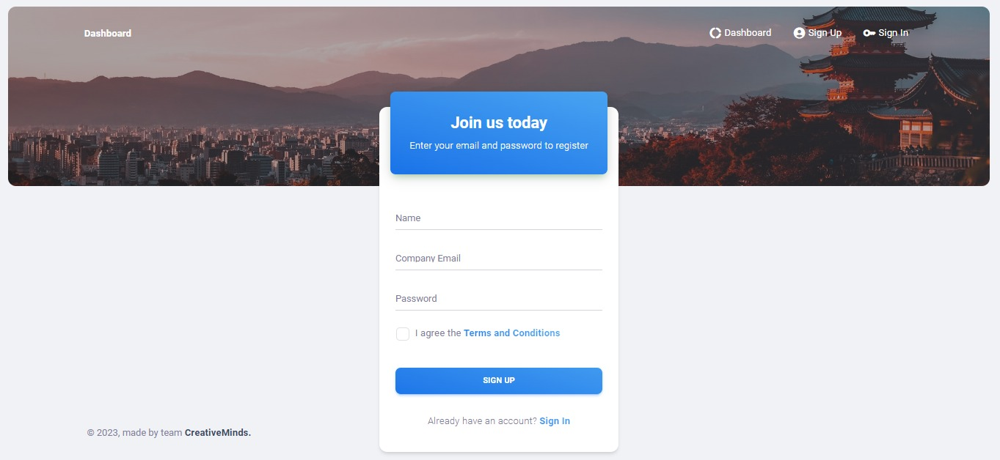 Dashboard
Dashboard
Sign Up
Sign In
Join us today
Enter your email and password to register
Name
Company Email
Password
I agree the Terms and Conditions
SIGN UP
Already have an account? Sign In
© 2023, made by team CreativeMinds.